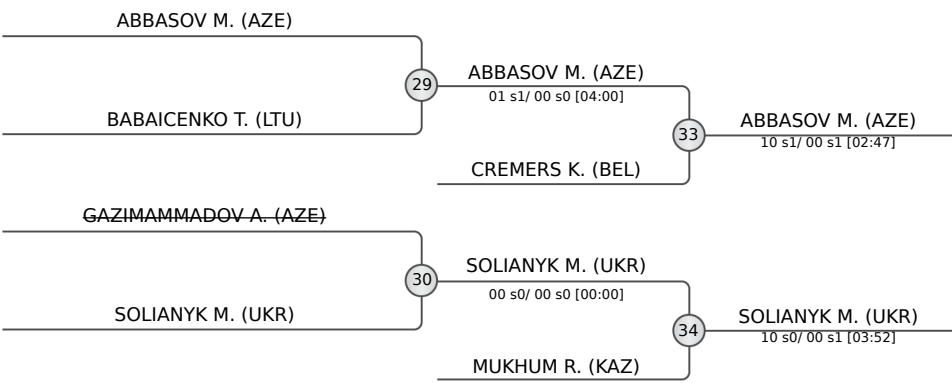 ABBASOV M. (AZE)
29
ABBASOV M. (AZE)
01 s1/ 00 s0 [04:00]
BABAICENKO T. (LTU)
33
ABBASOV M. (AZE)
10 s1/ 00 s1 [02:47]
CREMERS K. (BEL)
GAZIMAMMADOV A. (AZE)
30
SOLIANYK M. (UKR)
00 s0/ 00 s0 [00:00]
SOLIANYK M. (UKR)
34
SOLIANYK M. (UKR)
10 s0/ 00 s1 [03:52]
MUKHUM R. (KAZ)